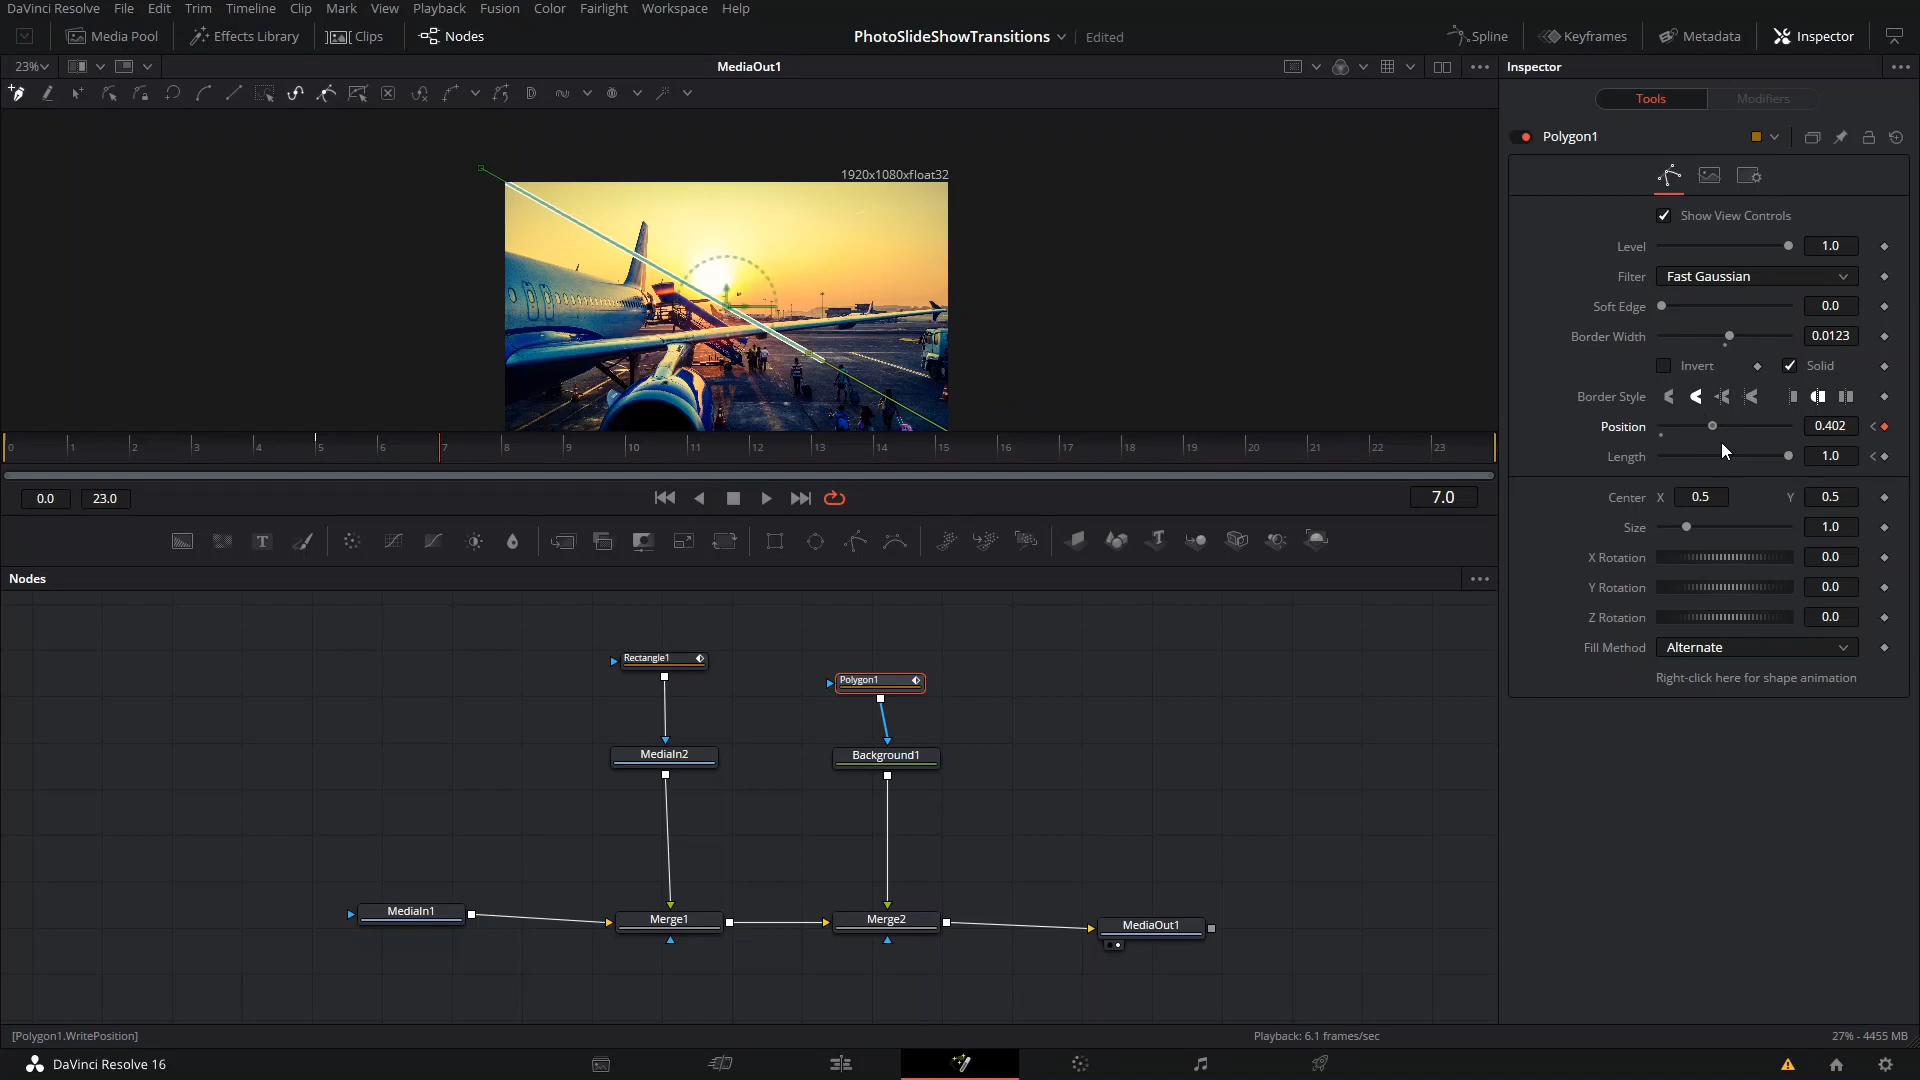 DaVinci Resolve File Edit Trim Timeline Clip Mark View Playback Fusion Color Fairlight Workspace Help
Media Pool Effects Library Clips Nodes PhotoSlideShowTransitions Edited Spline Keyframes Metadata Inspector
23% MediaOut1 Inspector
Tools Modifiers
Polygon1
1920x1080xfloat32
Show View Controls
Level 1.0
Filter Fast Gaussian
Soft Edge 0.0
Border Width 0.0123
Invert Solid
Border Style
Position 0.402
Length 1.0
0 1 2 3 4 5 6 7 8 9 10 11 12 13 14 15 16 17 18 19 20 21 22 23
0.0 23.0 7.0
Center X 0.5 Y 0.5
Size 1.0
X Rotation 0.0
Y Rotation 0.0
Z Rotation 0.0
Fill Method Alternate
Right-click here for shape animation
Nodes
Rectangle1
Polygon1
MediaIn2
Background1
MediaIn1
Merge1
Merge2
MediaOut1
[Polygon1.WritePosition] Playback: 6.1 frames/sec 27% - 4455 MB
DaVinci Resolve 16